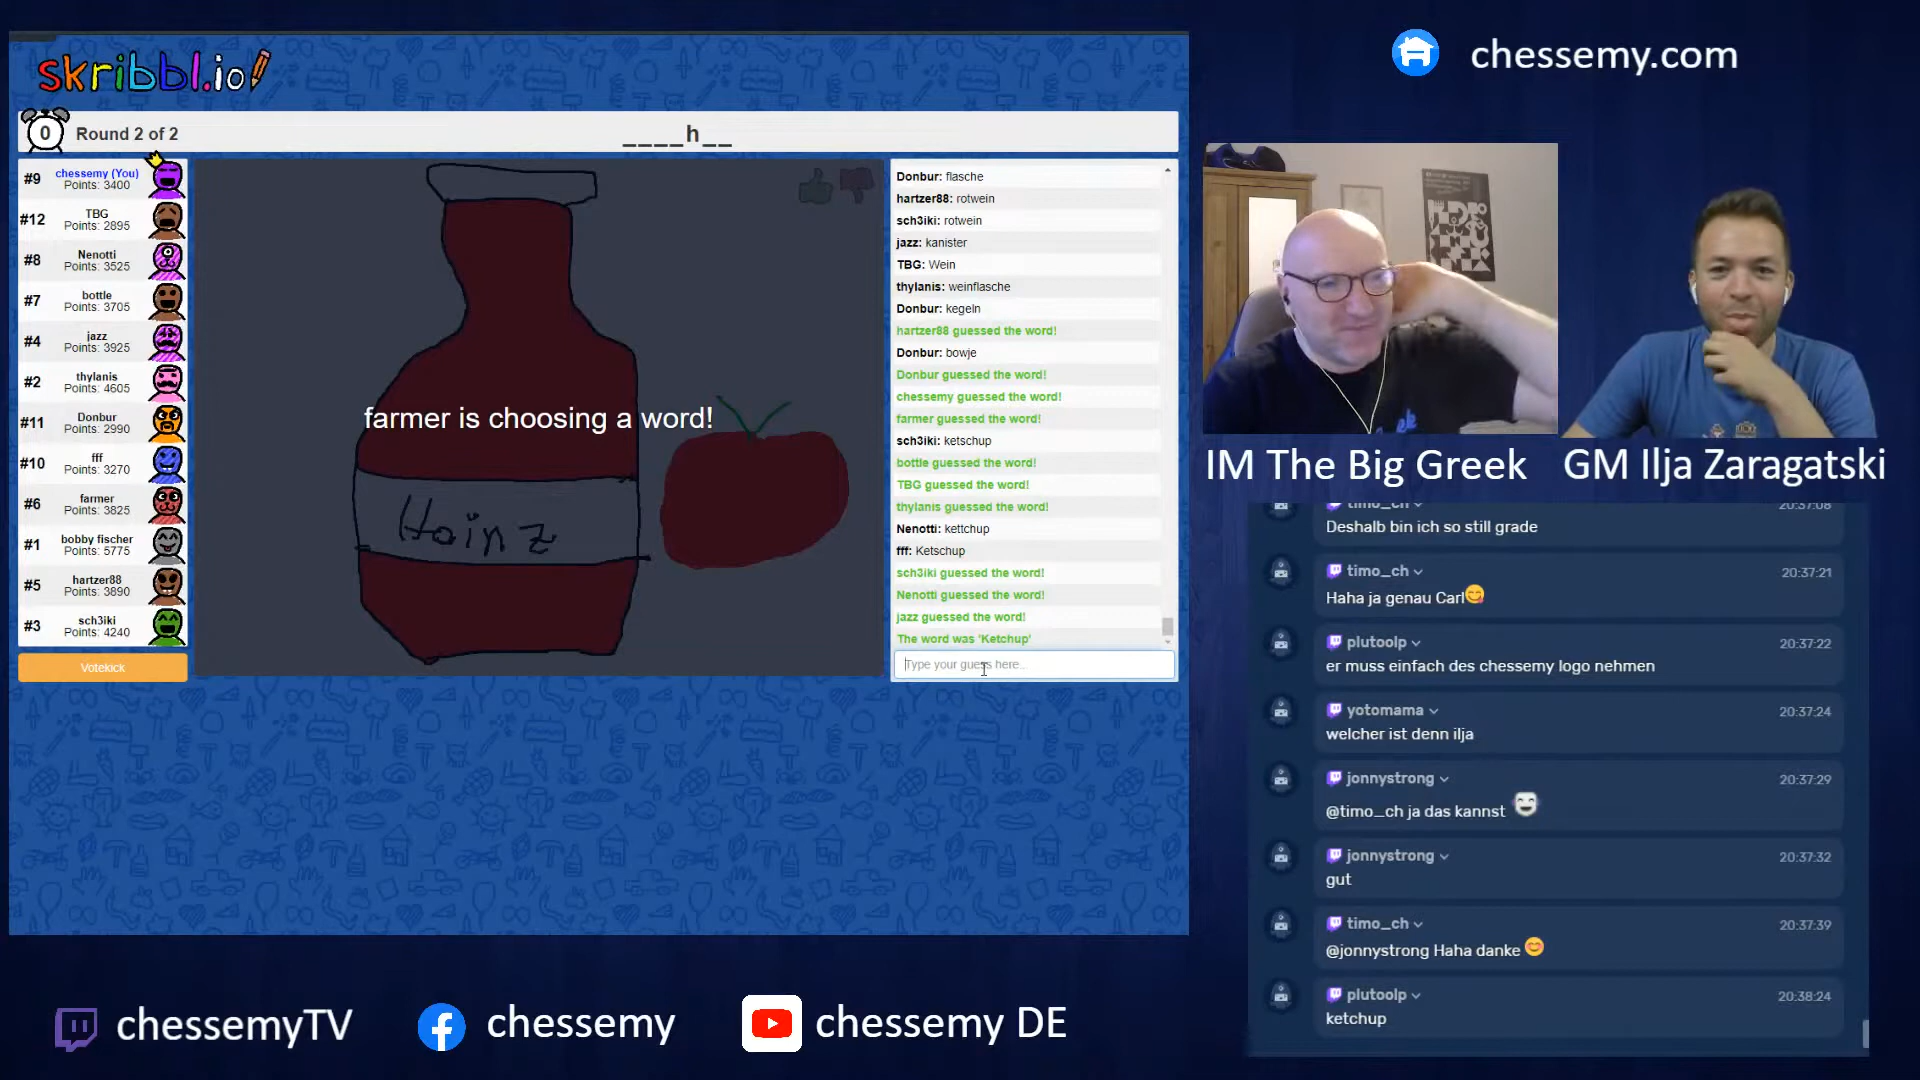 skribbl.io
0
Round 2 of 2
____h__
#9
chessemy (You)
Points: 3400
#12
TBG
Points: 2895
#8
Nenotti
Points: 3525
#7
bottle
Points: 3705
#4
jazz
Points: 3925
#2
thylanis
Points: 4605
#11
Donbur
Points: 2990
#10
fff
Points: 3270
#6
farmer
Points: 3825
#1
bobby fischer
Points: 5775
#5
hartzer88
Points: 3890
#3
sch3iki
Points: 4240
Votekick
farmer is choosing a word!
Hainz
Donbur: flasche
hartzer88: rotwein
sch3iki: rotwein
jazz: kanister
TBG: Wein
thylanis: weinflasche
Donbur: kegeln
hartzer88 guessed the word!
Donbur: bowje
Donbur guessed the word!
chessemy guessed the word!
farmer guessed the word!
sch3iki: ketschup
bottle guessed the word!
TBG guessed the word!
thylanis guessed the word!
Nenotti: kettchup
fff: Ketschup
sch3iki guessed the word!
Nenotti guessed the word!
jazz guessed the word!
The word was 'Ketchup'
Type your guess here...
chessemy.com
IM The Big Greek
GM Ilja Zaragatski
timo_ch 20:37:08
Deshalb bin ich so still grade
timo_ch 20:37:21
Haha ja genau Carl😋
plutoolp 20:37:22
er muss einfach des chessemy logo nehmen
yotomama 20:37:24
welcher ist denn ilja
jonnystrong 20:37:29
@timo_ch ja das kannst
jonnystrong 20:37:32
gut
timo_ch 20:37:39
@jonnystrong Haha danke 😊
plutoolp 20:38:24
ketchup
chessemyTV
chessemy
chessemy DE